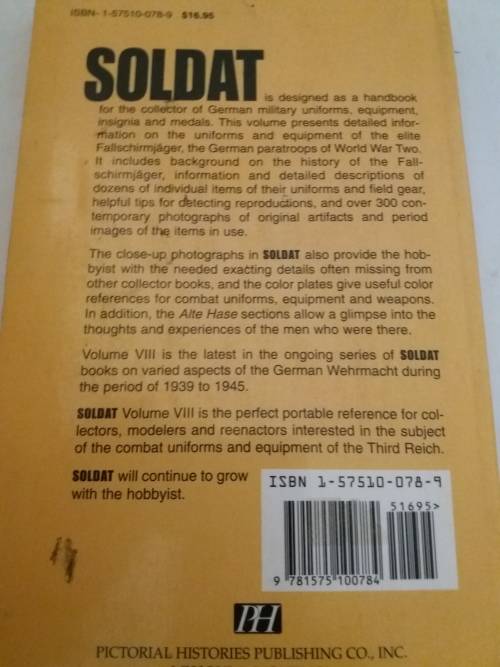 ISBN- 1-57510-078-9 $16.95
SOLDAT is designed as a handbook
for the collector of German military uniforms, equipment,
insignia and medals. This volume presents detailed infor-
mation on the uniforms and equipment of the elite
Fallschirmjäger, the German paratroops of World War Two.
It includes background on the history of the Fall-
schirmjäger, information and detailed descriptions of
dozens of individual items of their uniforms and field gear,
helpful tips for detecting reproductions, and over 300 con-
temporary photographs of original artifacts and period
images of the items in use.
The close-up photographs in SOLDAT also provide the hob-
byist with the needed exacting details often missing from
other collector books, and the color plates give useful color
references for combat uniforms, equipment and weapons.
In addition, the Alte Hase sections allow a glimpse into the
thoughts and experiences of the men who were there.
Volume VIII is the latest in the ongoing series of SOLDAT
books on varied aspects of the German Wehrmacht during
the period of 1939 to 1945.
SOLDAT Volume VIII is the perfect portable reference for col-
lectors, modelers and reenactors interested in the subject
of the combat uniforms and equipment of the Third Reich.
SOLDAT will continue to grow
with the hobbyist.
ISBN 1-57510-078-9
51695>
9 781575 100784
PH
PICTORIAL HISTORIES PUBLISHING CO., INC.